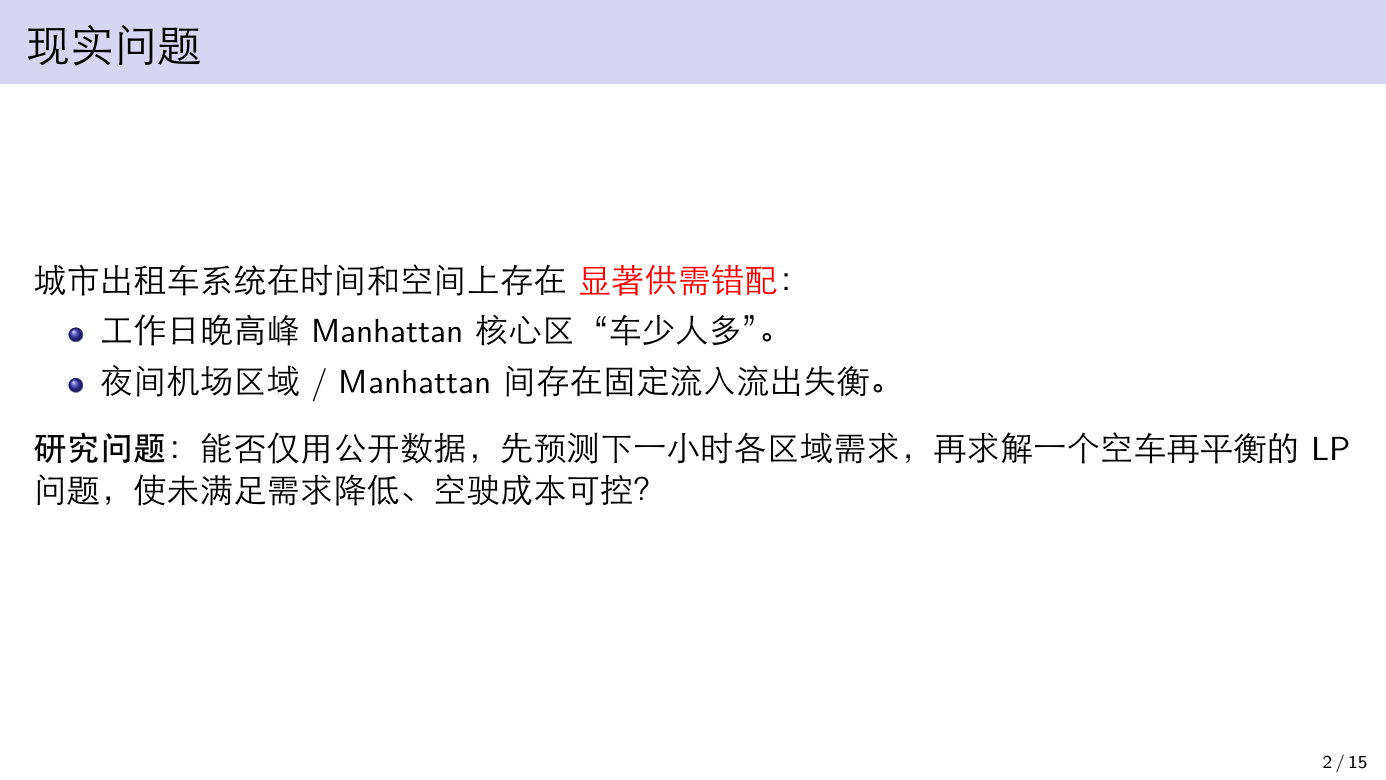 现实问题
城市出租车系统在时间和空间上存在 显著供需错配：
工作日晚高峰 Manhattan 核心区“车少人多”。
夜间机场区域 / Manhattan 间存在固定流入流出失衡。
研究问题：能否仅用公开数据，先预测下一小时各区域需求，再求解一个空车再平衡的 LP
问题，使未满足需求降低、空驶成本可控？
2 / 15